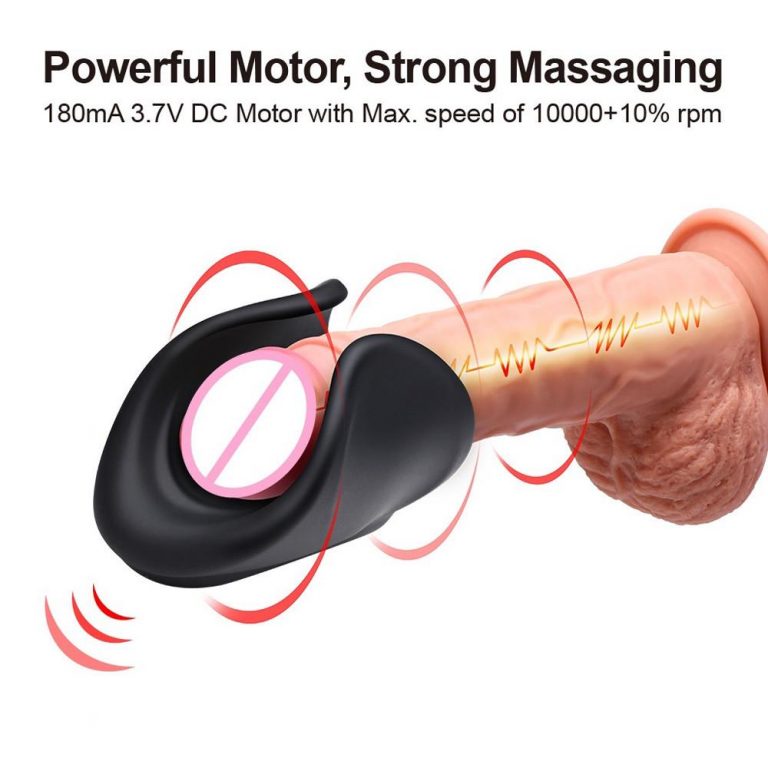 Powerful Motor, Strong Massaging
180mA 3.7V DC Motor with Max. speed of 10000+10% rpm